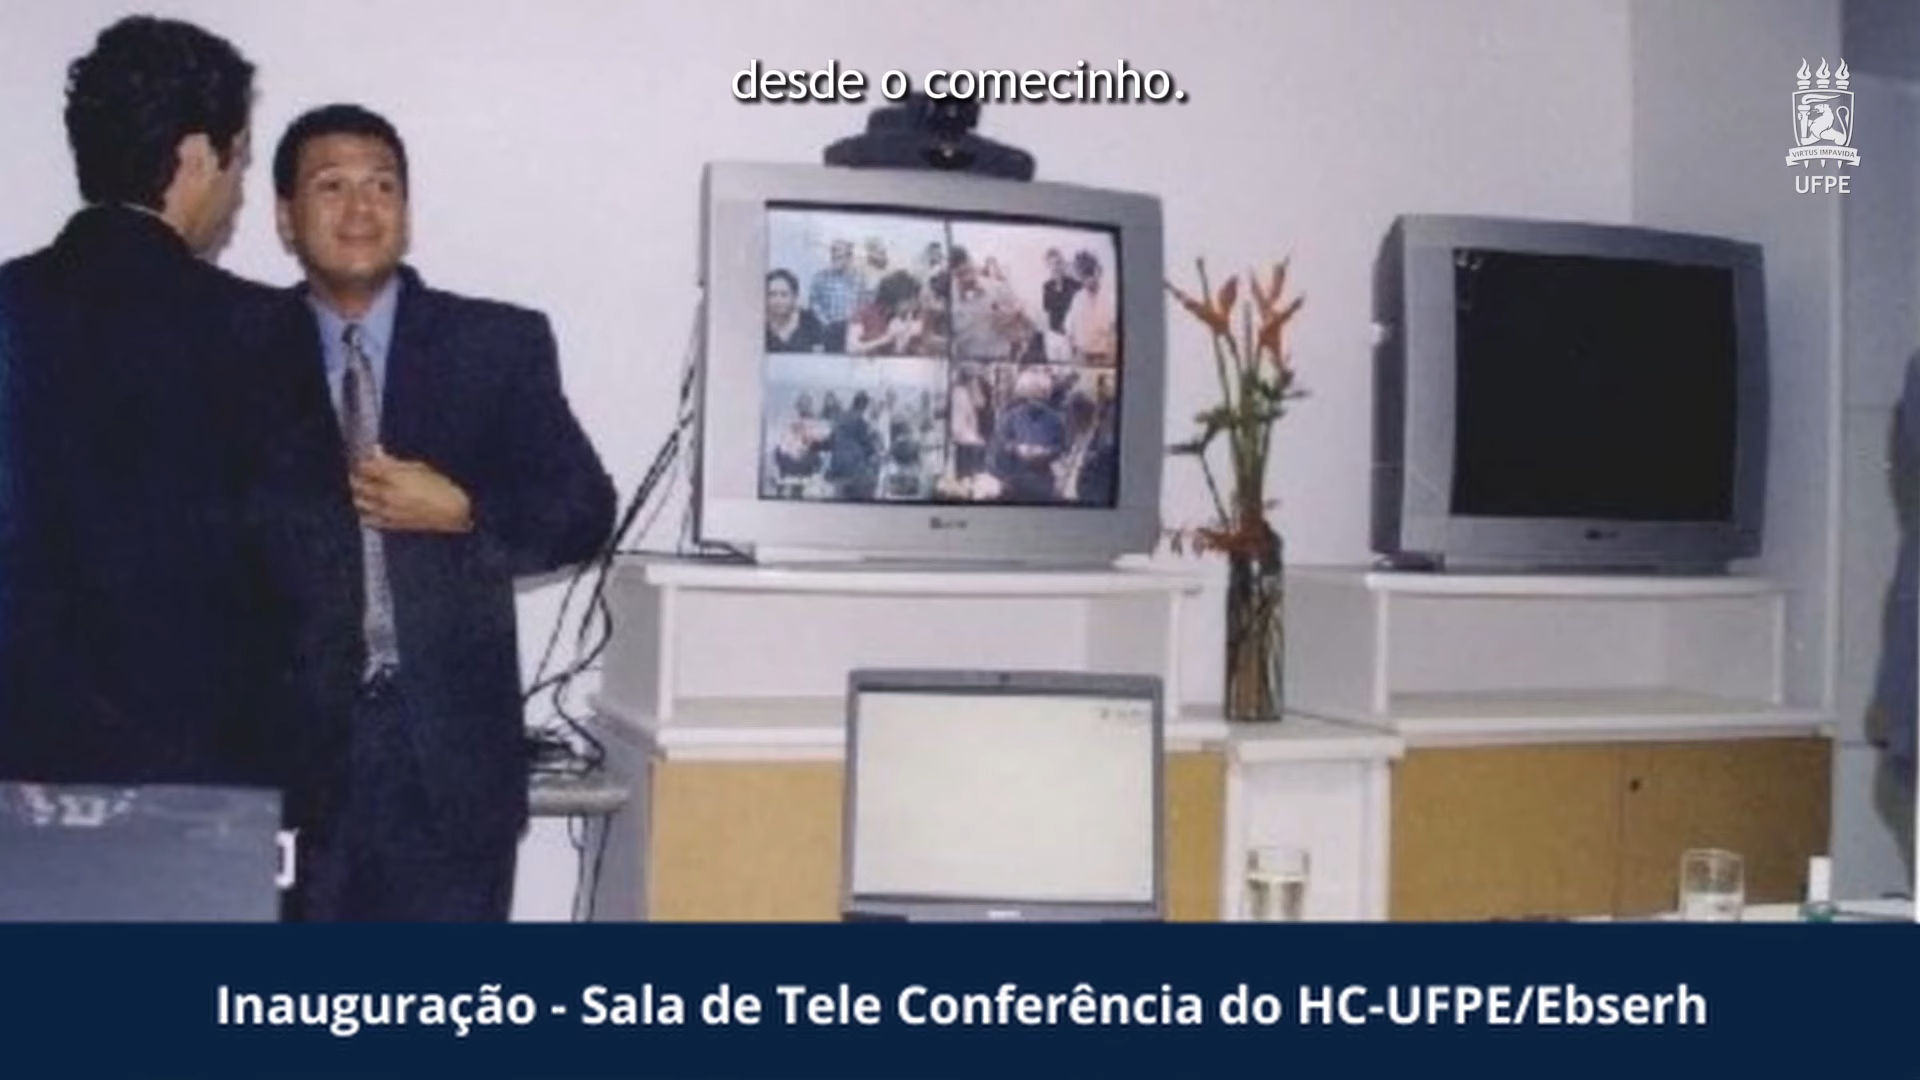 desde o comecinho.
VIRTUS IMPAVIDA
UFPE
Inauguração - Sala de Tele Conferência do HC-UFPE/Ebserh